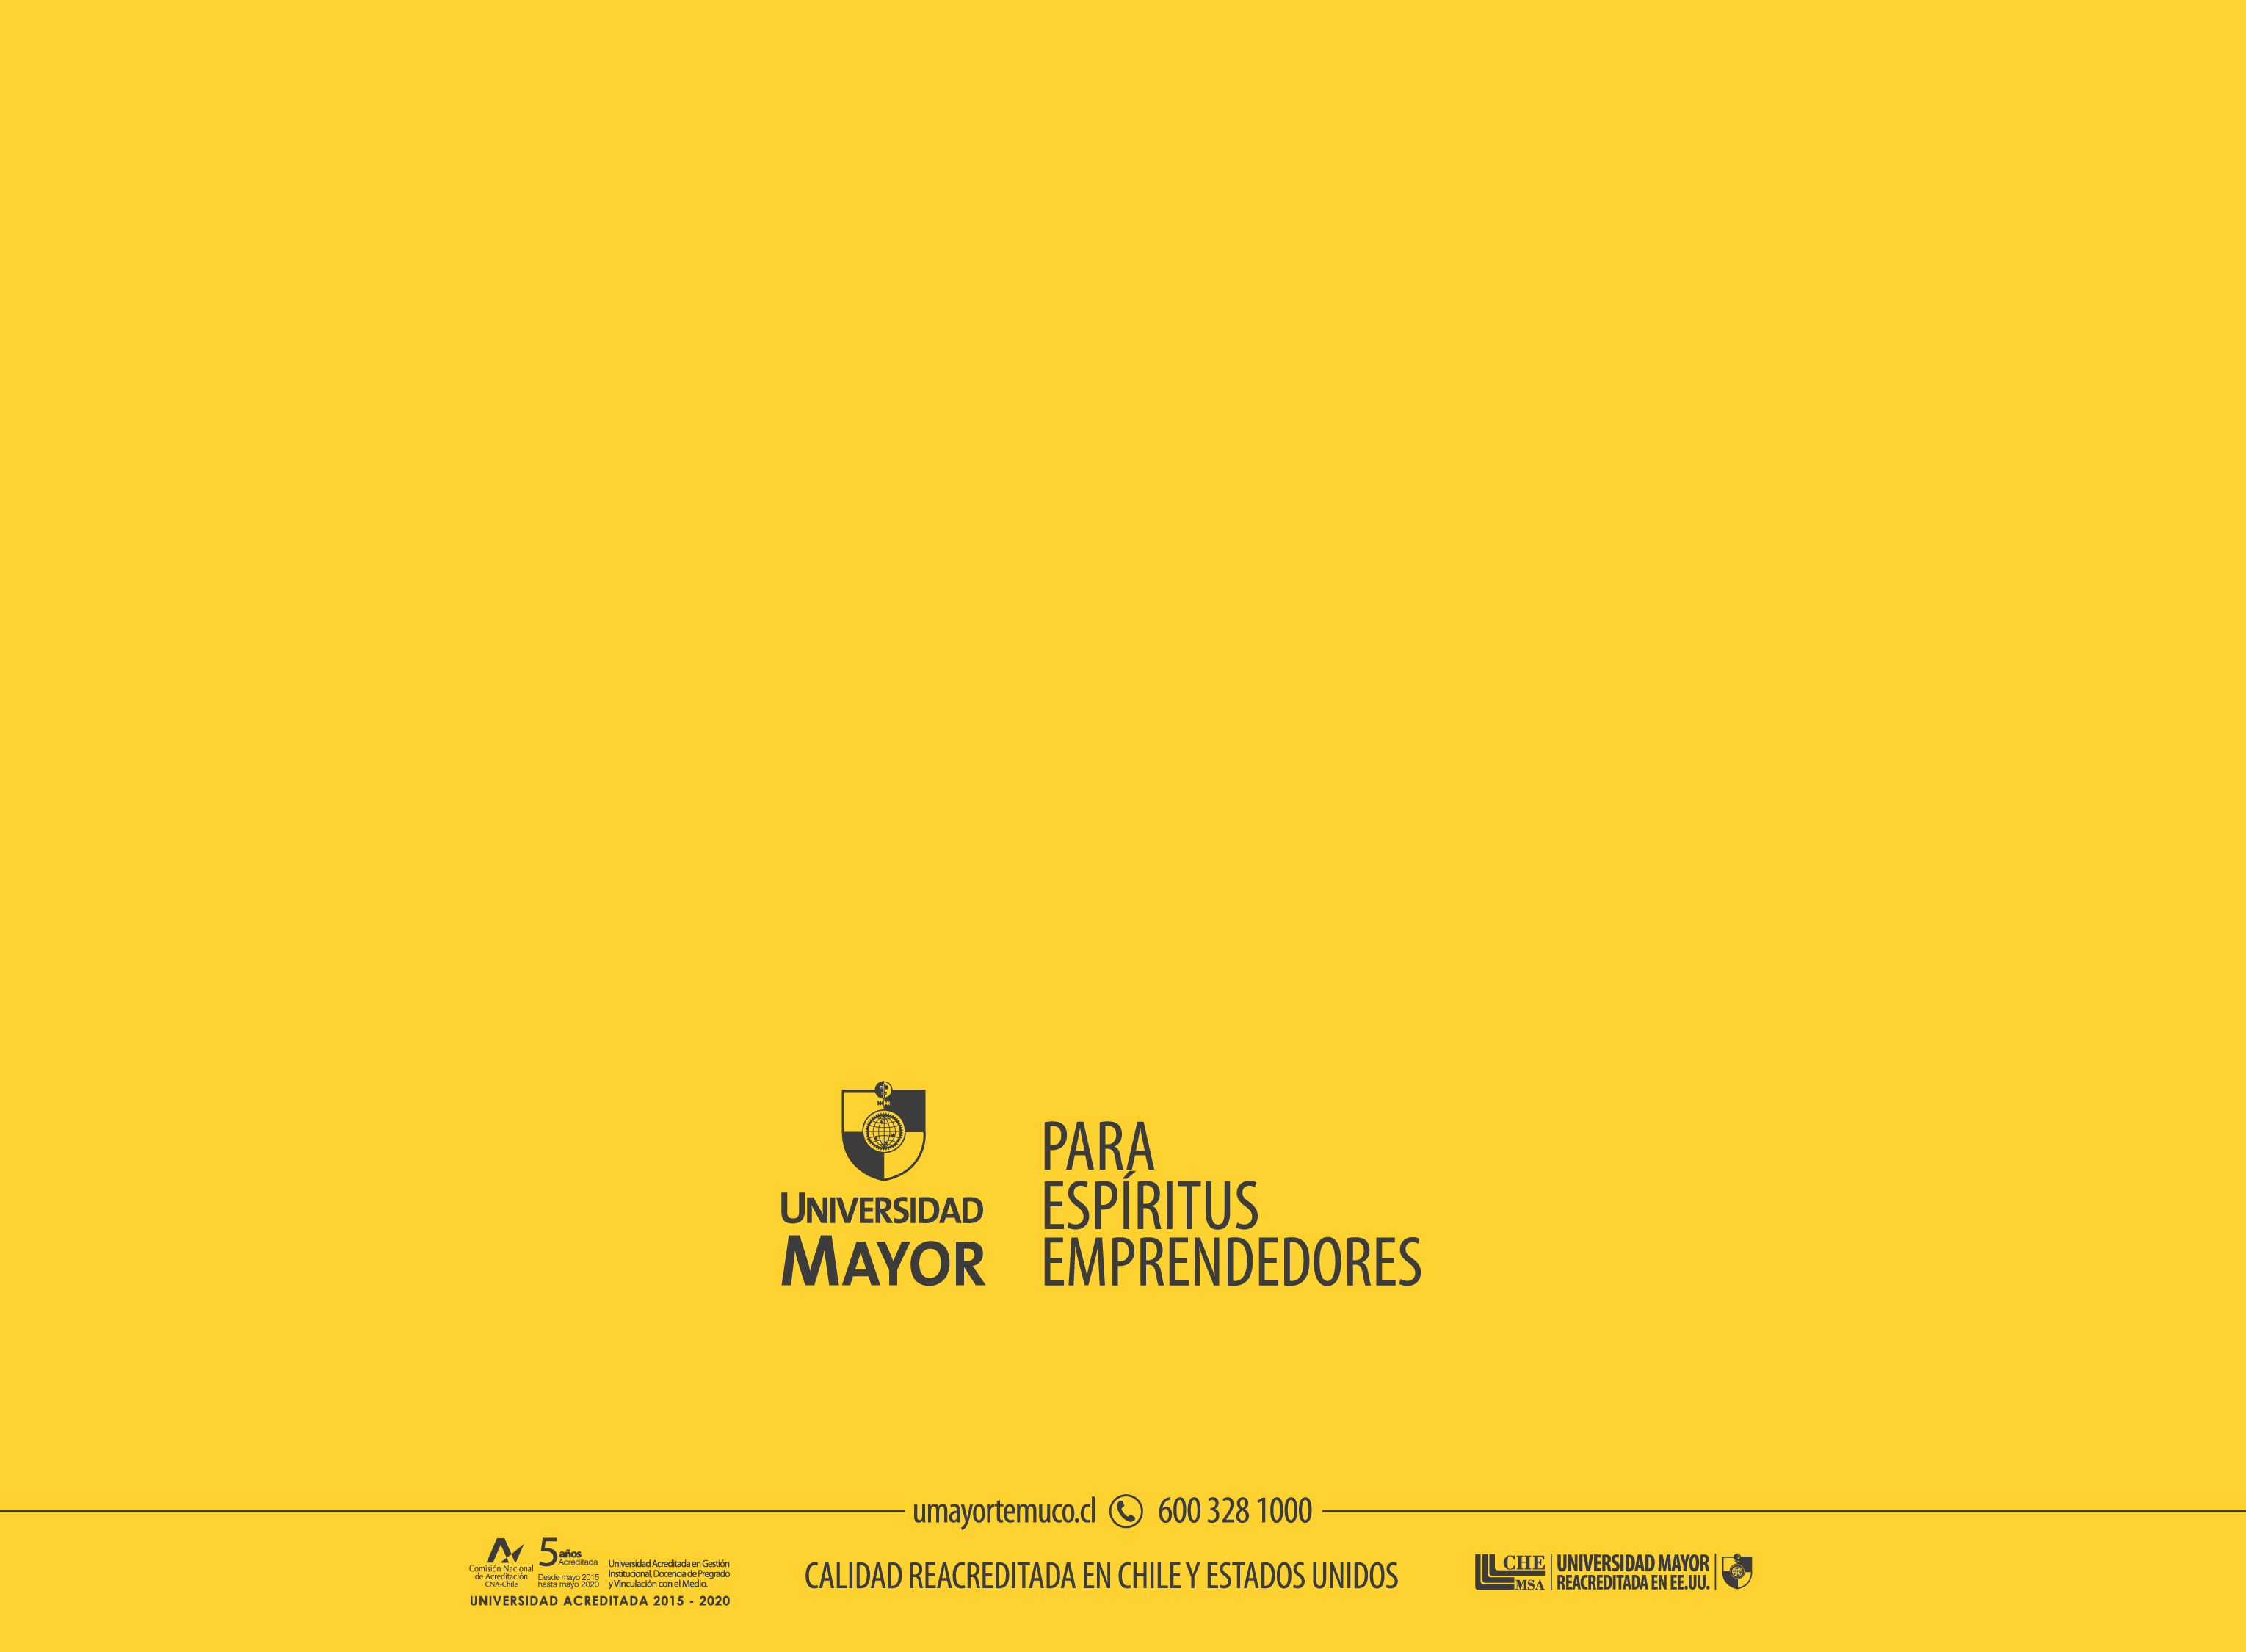 UNIVERSIDAD
MAYOR
PARA
ESPÍRITUS
EMPRENDEDORES
umayortemuco.cl 600 328 1000
Comisión Nacional
de Acreditación
CNA-Chile
5 años
Acreditada
Desde mayo 2015
hasta mayo 2020
Universidad Acreditada en Gestión
Institucional, Docencia de Pregrado
y Vinculación con el Medio.
UNIVERSIDAD ACREDITADA 2015 - 2020
CALIDAD REACREDITADA EN CHILE Y ESTADOS UNIDOS
CHE
MSA
UNIVERSIDAD MAYOR
REACREDITADA EN EE.UU.